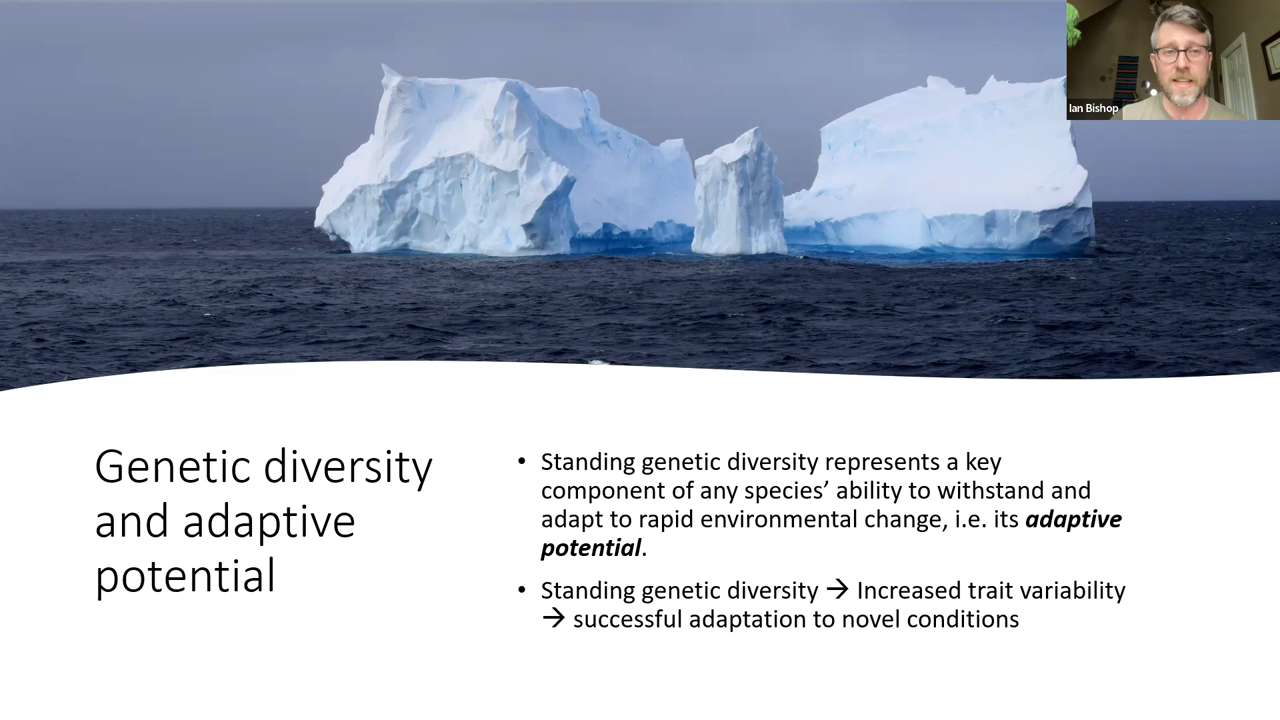 Ian Bishop
Genetic diversity
and adaptive
potential
• Standing genetic diversity represents a key
component of any species’ ability to withstand and
adapt to rapid environmental change, i.e. its adaptive
potential.
• Standing genetic diversity → Increased trait variability
→ successful adaptation to novel conditions